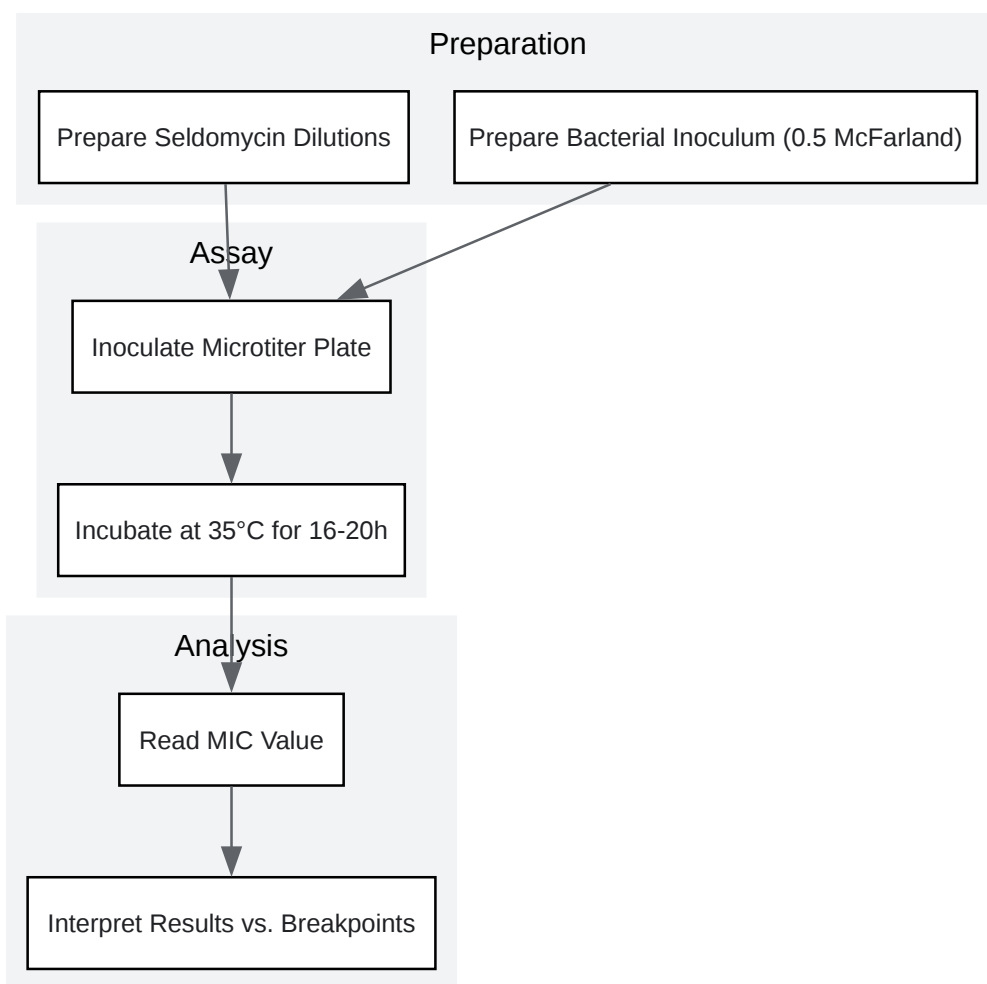 Preparation
Prepare Seldomycin Dilutions
Prepare Bacterial Inoculum (0.5 McFarland)
Assay
Inoculate Microtiter Plate
Incubate at 35°C for 16-20h
Analysis
Read MIC Value
Interpret Results vs. Breakpoints